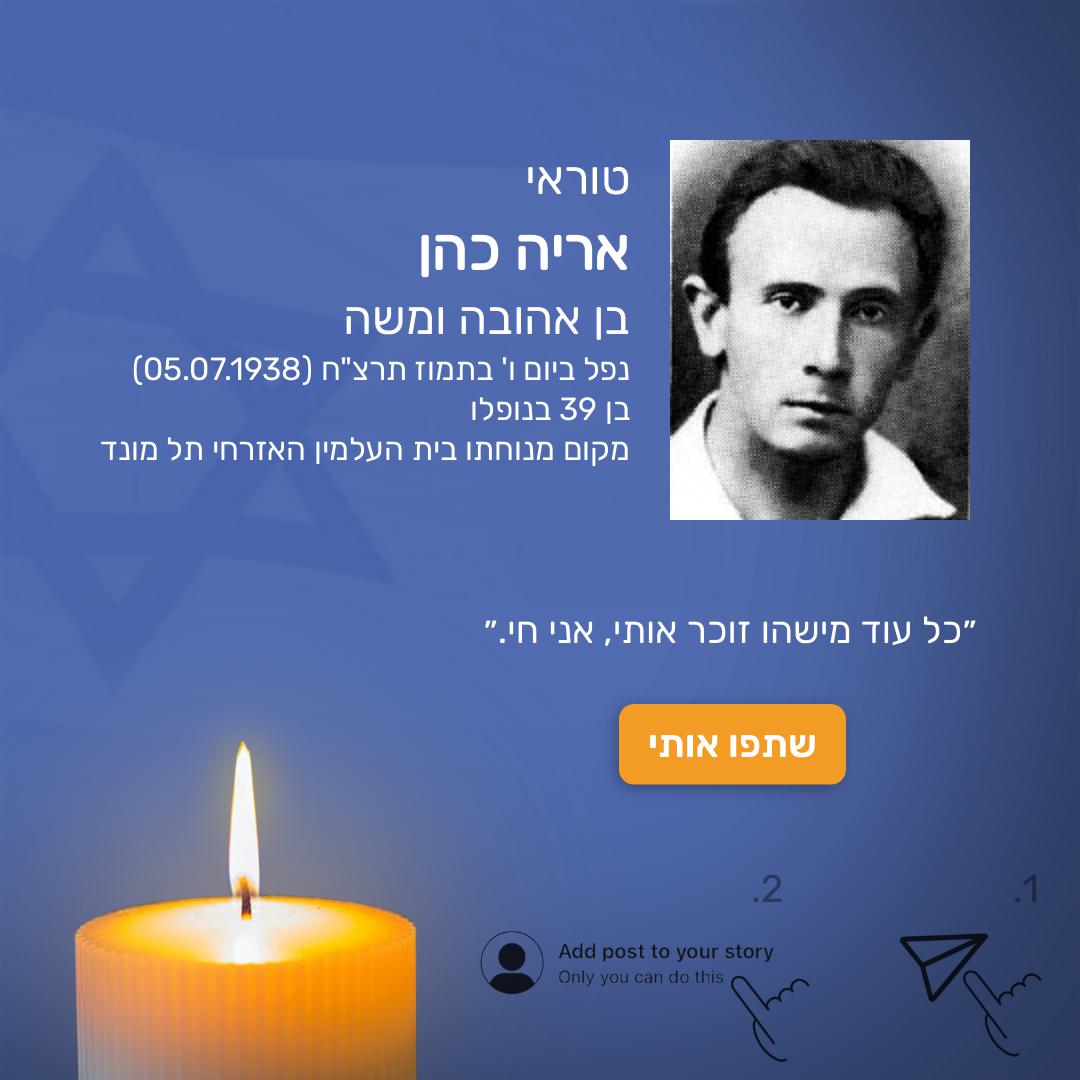 טוראי
אריה כהן
בן אהובה ומשה
נפל ביום ו' בתמוז תרצ"ח (05.07.1938)
בן 39 בנופלו
מקום מנוחתו בית העלמין האזרחי תל מונד
״כל עוד מישהו זוכר אותי, אני חי.״
שתפו אותי
1.
2.
Add post to your story
Only you can do this